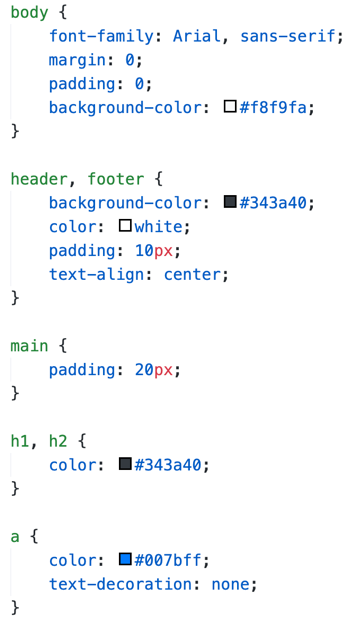 body {
    font-family: Arial, sans-serif;
    margin: 0;
    padding: 0;
    background-color: #f8f9fa;
}

header, footer {
    background-color: #343a40;
    color: white;
    padding: 10px;
    text-align: center;
}

main {
    padding: 20px;
}

h1, h2 {
    color: #343a40;
}

a {
    color: #007bff;
    text-decoration: none;
}